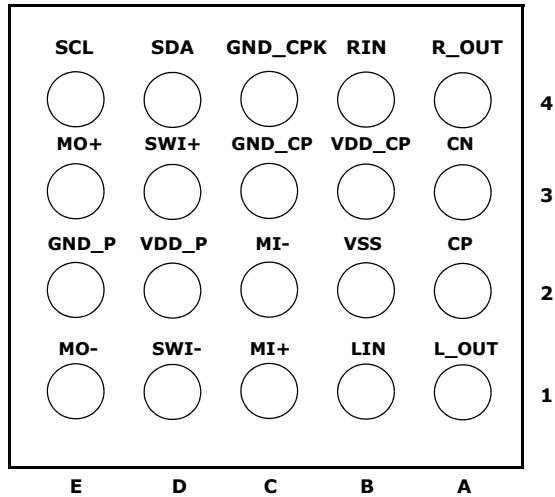 SCL SDA GND_CPK RIN R_OUT
4
MO+ SWI+ GND_CP VDD_CP CN
3
GND_P VDD_P MI- VSS CP
2
MO- SWI- MI+ LIN L_OUT
1
E D C B A